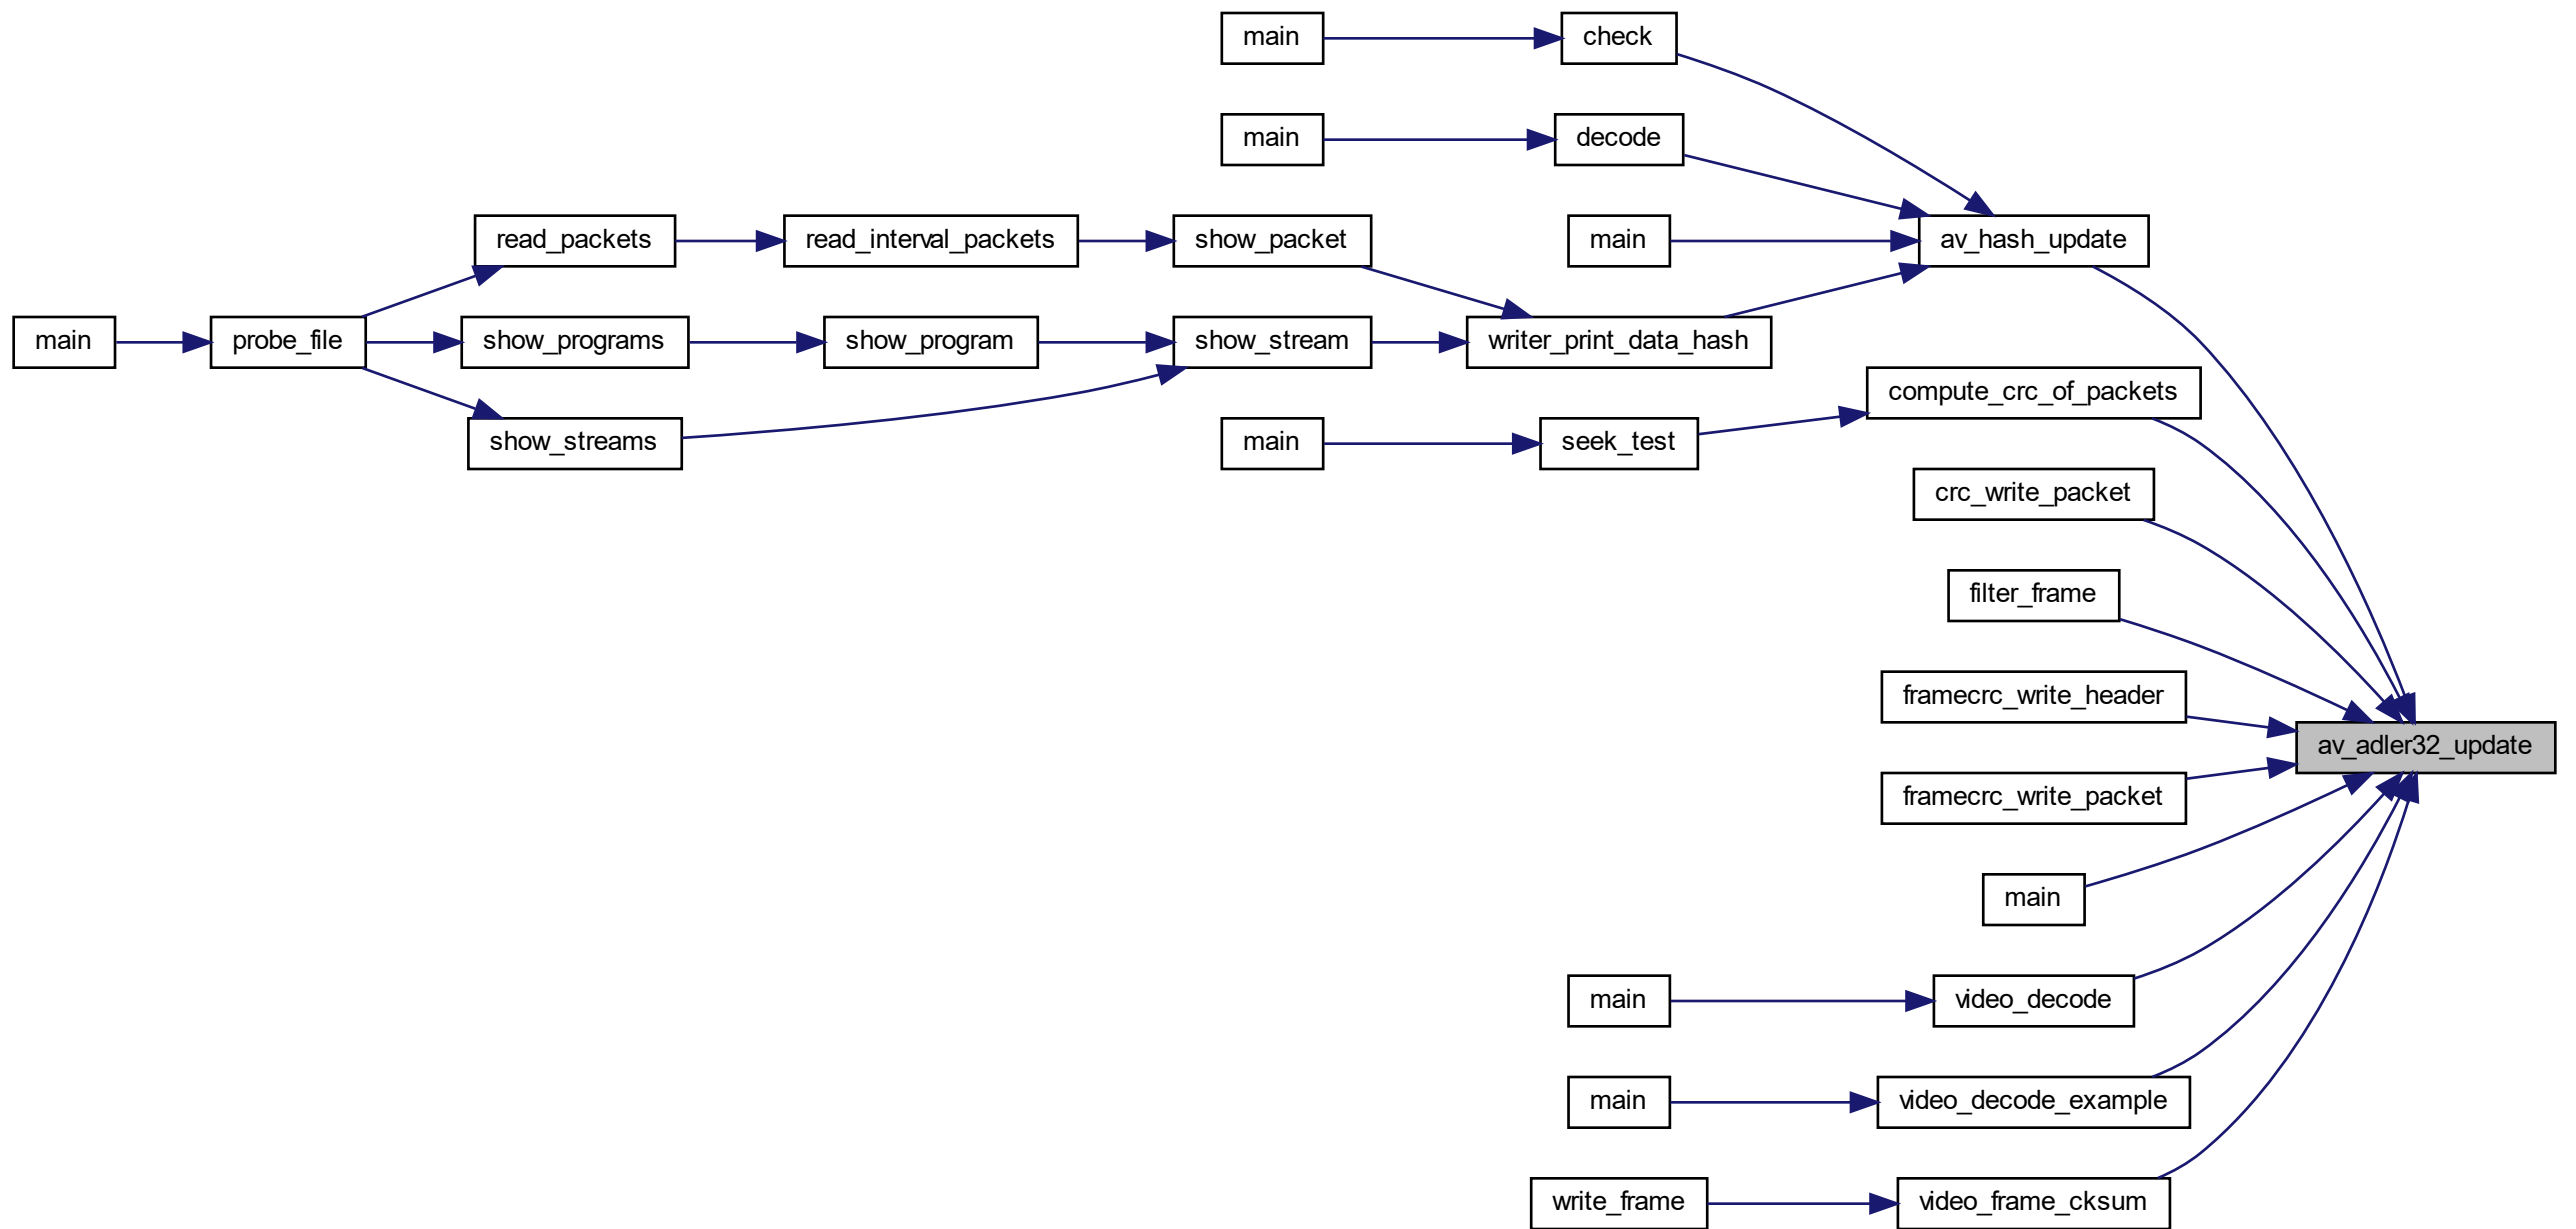 main
check
main
decode
read_packets
read_interval_packets
show_packet
main
av_hash_update
main
probe_file
show_programs
show_program
show_stream
writer_print_data_hash
compute_crc_of_packets
show_streams
main
seek_test
crc_write_packet
filter_frame
framecrc_write_header
av_adler32_update
framecrc_write_packet
main
main
video_decode
main
video_decode_example
write_frame
video_frame_cksum